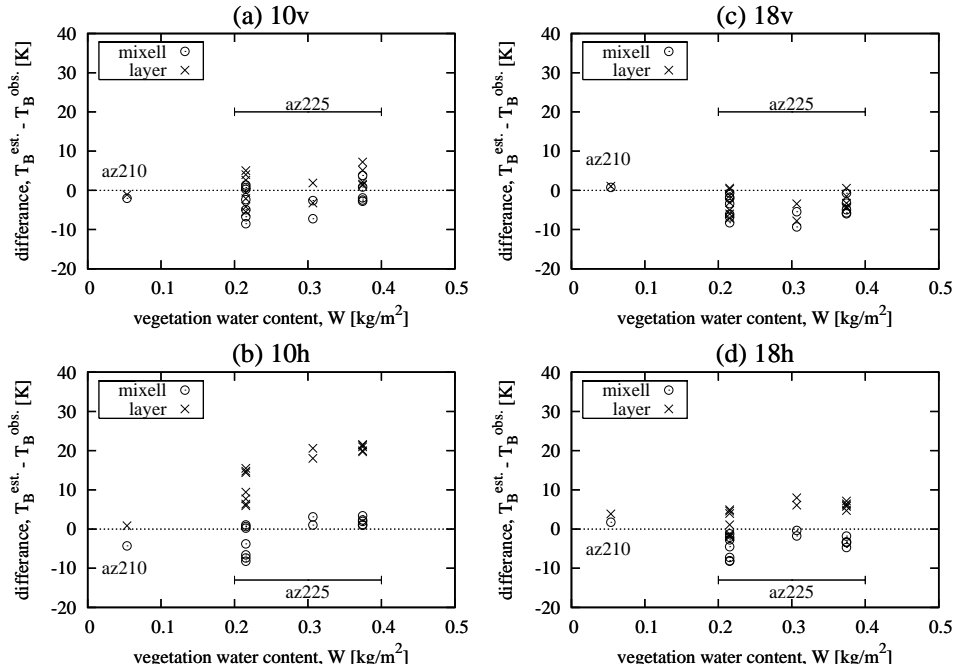 (a) 10v
differance, T_B^est. - T_B^obs. [K]
40
30
20
10
0
-10
-20
mixell
layer
az225
az210
0 0.1 0.2 0.3 0.4 0.5
vegetation water content, W [kg/m²]
(c) 18v
differance, T_B^est. - T_B^obs. [K]
40
30
20
10
0
-10
-20
mixell
layer
az225
az210
0 0.1 0.2 0.3 0.4 0.5
vegetation water content, W [kg/m²]
(b) 10h
differance, T_B^est. - T_B^obs. [K]
40
30
20
10
0
-10
-20
mixell
layer
az210
az225
0 0.1 0.2 0.3 0.4 0.5
vegetation water content, W [kg/m²]
(d) 18h
differance, T_B^est. - T_B^obs. [K]
40
30
20
10
0
-10
-20
mixell
layer
az210
az225
0 0.1 0.2 0.3 0.4 0.5
vegetation water content, W [kg/m²]